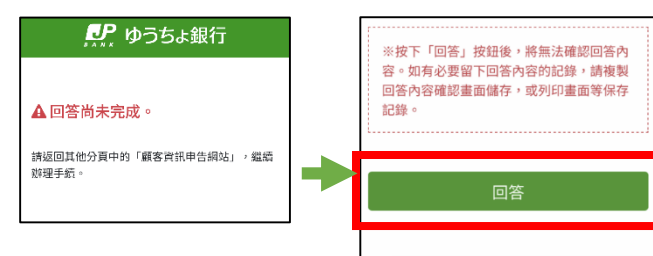 JP
BANK
ゆうちょ銀行
回答尚未完成。
請返回其他分頁中的「顧客資訊申告網站」，繼續
辦理手続。
※按下「回答」按鈕後，將無法確認回答內
容。如有必要留下回答內容的記錄，請複製
回答內容確認畫面儲存，或列印畫面等保存
記錄。
回答